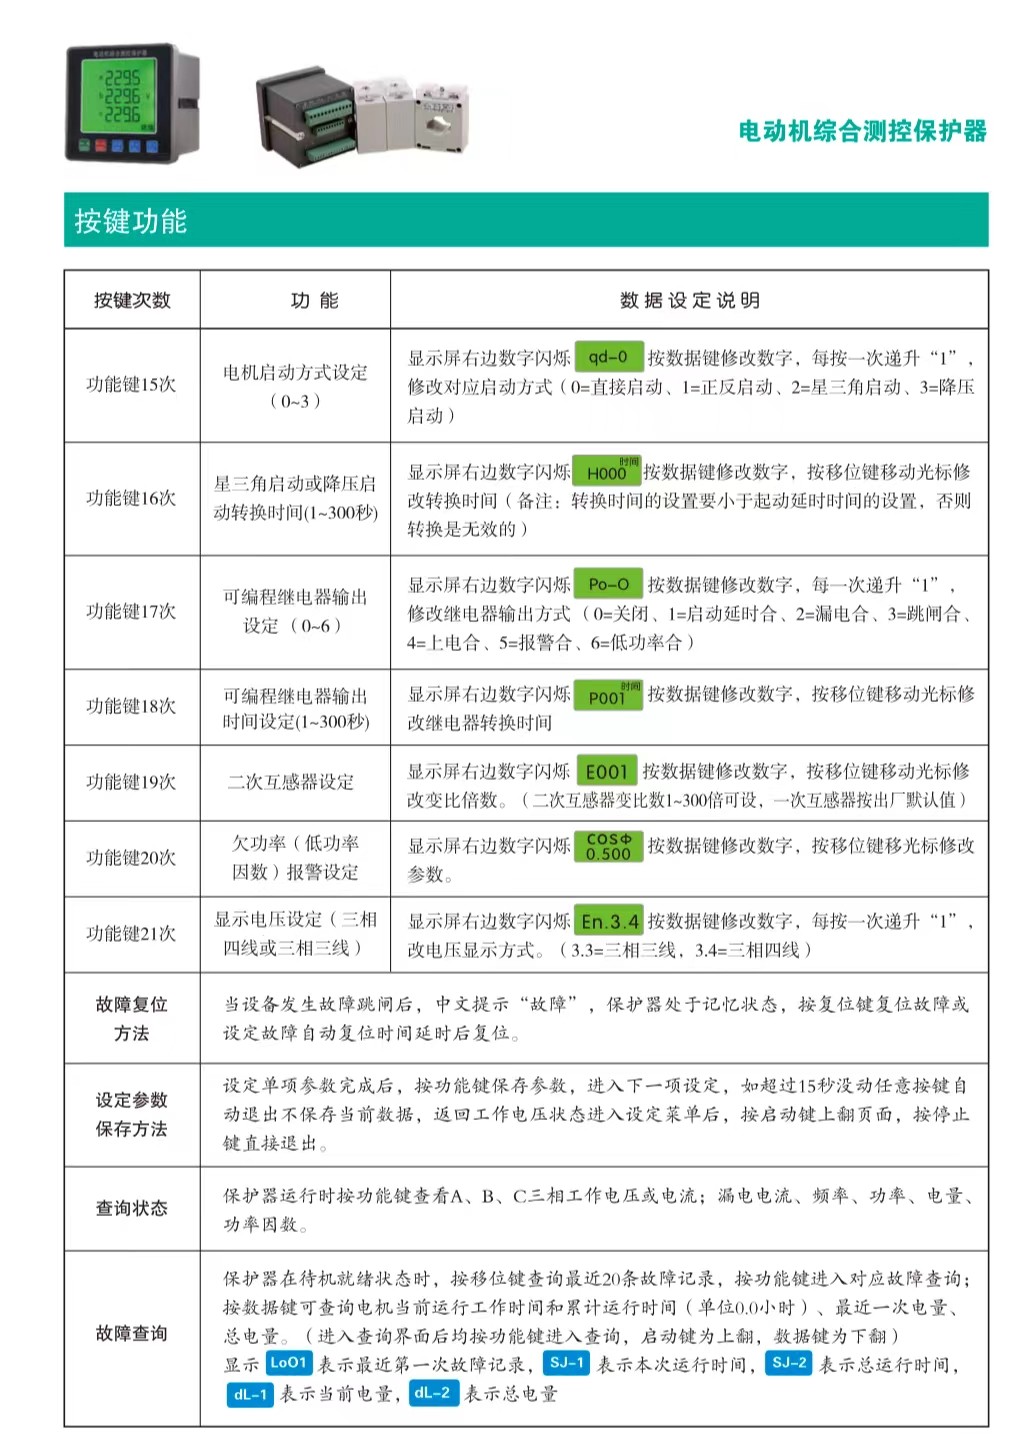 电动机综合测控保护器
229.5
229.6
229.6
电动机综合测控保护器
按键功能
按键次数
功 能
数据设定说明
功能键15次
电机启动方式设定
（0~3）
显示屏右边数字闪烁 qd-0 按数据键修改数字，每按一次递升“1”，
修改对应启动方式（0=直接启动、1=正反启动、2=星三角启动、3=降压
启动）
功能键16次
星三角启动或降压启
动转换时间(1~300秒)
显示屏右边数字闪烁 H000 时间 按数据键修改数字，按移位键移动光标修
改转换时间（备注：转换时间的设置要小于起动延时时间的设置，否则
转换是无效的）
功能键17次
可编程继电器输出
设定（0~6）
显示屏右边数字闪烁 Po-O 按数据键修改数字，每一次递升“1”，
修改继电器输出方式（0=关闭、1=启动延时合、2=漏电合、3=跳闸合、
4=上电合、5=报警合、6=低功率合）
功能键18次
可编程继电器输出
时间设定(1~300秒)
显示屏右边数字闪烁 P001 时间 按数据键修改数字，按移位键移动光标修
改继电器转换时间
功能键19次
二次互感器设定
显示屏右边数字闪烁 E001 按数据键修改数字，按移位键移动光标修
改变比倍数。（二次互感器变比数1~300倍可设，一次互感器按出厂默认值）
功能键20次
欠功率（低功率
因数）报警设定
显示屏右边数字闪烁 COSΦ 0.500 按数据键修改数字，按移位键移光标修改
参数。
功能键21次
显示电压设定（三相
四线或三相三线）
显示屏右边数字闪烁 En.3.4 按数据键修改数字，每按一次递升“1”，
改电压显示方式。（3.3=三相三线，3.4=三相四线）
故障复位
方法
当设备发生故障跳闸后，中文提示“故障”，保护器处于记忆状态，按复位键复位故障或
设定故障自动复位时间延时后复位。
设定参数
保存方法
设定单项参数完成后，按功能键保存参数，进入下一项设定，如超过15秒没动任意按键自
动退出不保存当前数据，返回工作电压状态进入设定菜单后，按启动键上翻页面，按停止
键直接退出。
查询状态
保护器运行时按功能键查看A、B、C三相工作电压或电流；漏电电流、频率、功率、电量、
功率因数。
故障查询
保护器在待机就绪状态时，按移位键查询最近20条故障记录，按功能键进入对应故障查询；
按数据键可查询电机当前运行工作时间和累计运行时间（单位0.0小时）、最近一次电量、
总电量。（进入查询界面后均按功能键进入查询，启动键为上翻，数据键为下翻）
显示 LoO1 表示最近第一次故障记录，SJ-1 表示本次运行时间，SJ-2 表示总运行时间，
dL-1 表示当前电量，dL-2 表示总电量